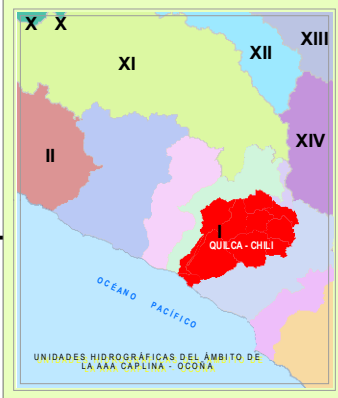 X X
XIII
XII
XI
XIV
II
I
QUILCA - CHILI
OCÉANO PACÍFICO
UNIDADES HIDROGRÁFICAS DEL ÁMBITO DE
LA AAA CAPLINA - OCOÑA